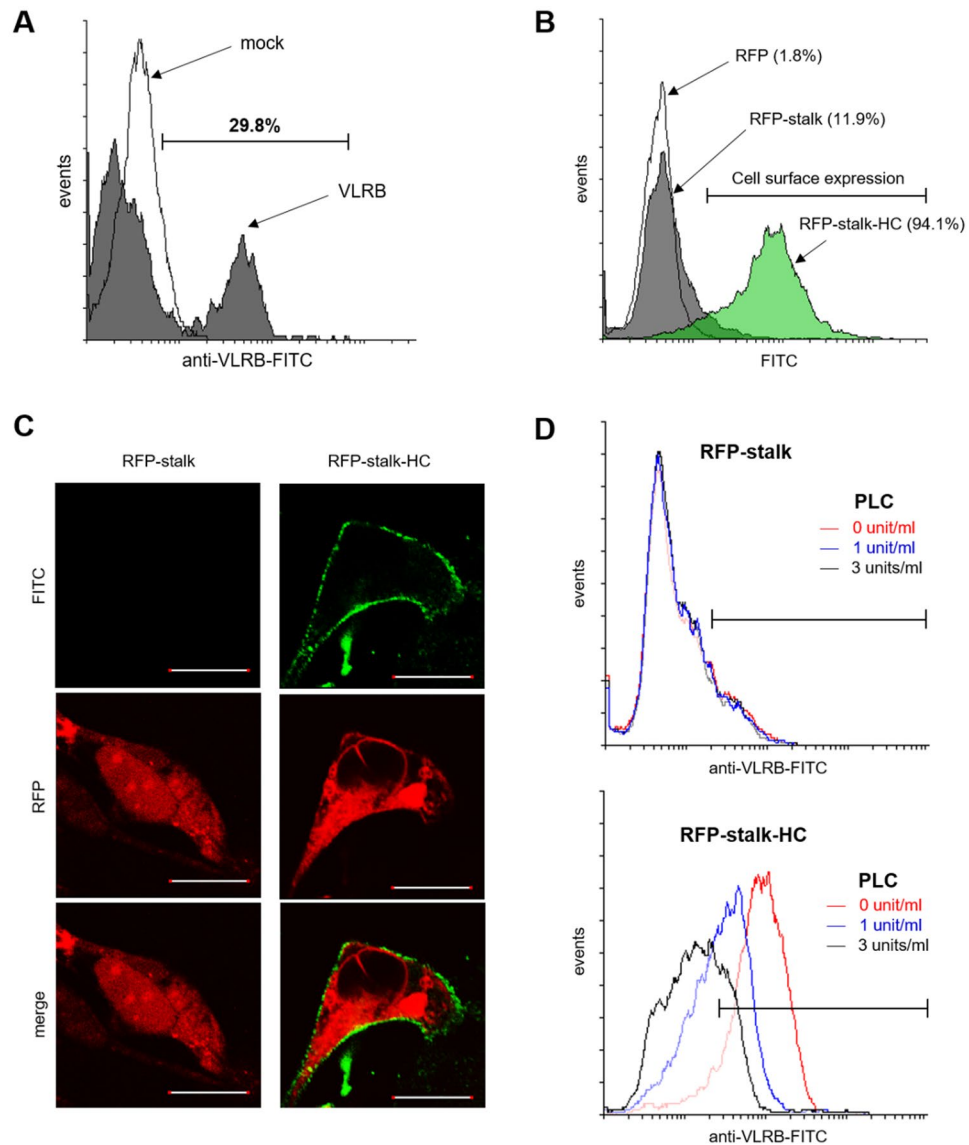 A
mock
29.8%
VLRB
events
anti-VLRB-FITC
B
RFP (1.8%)
RFP-stalk (11.9%)
Cell surface expression
RFP-stalk-HC (94.1%)
events
FITC
C
RFP-stalk
RFP-stalk-HC
FITC
RFP
merge
D
RFP-stalk
PLC
0 unit/ml
1 unit/ml
3 units/ml
events
anti-VLRB-FITC
RFP-stalk-HC
PLC
0 unit/ml
1 unit/ml
3 units/ml
events
anti-VLRB-FITC